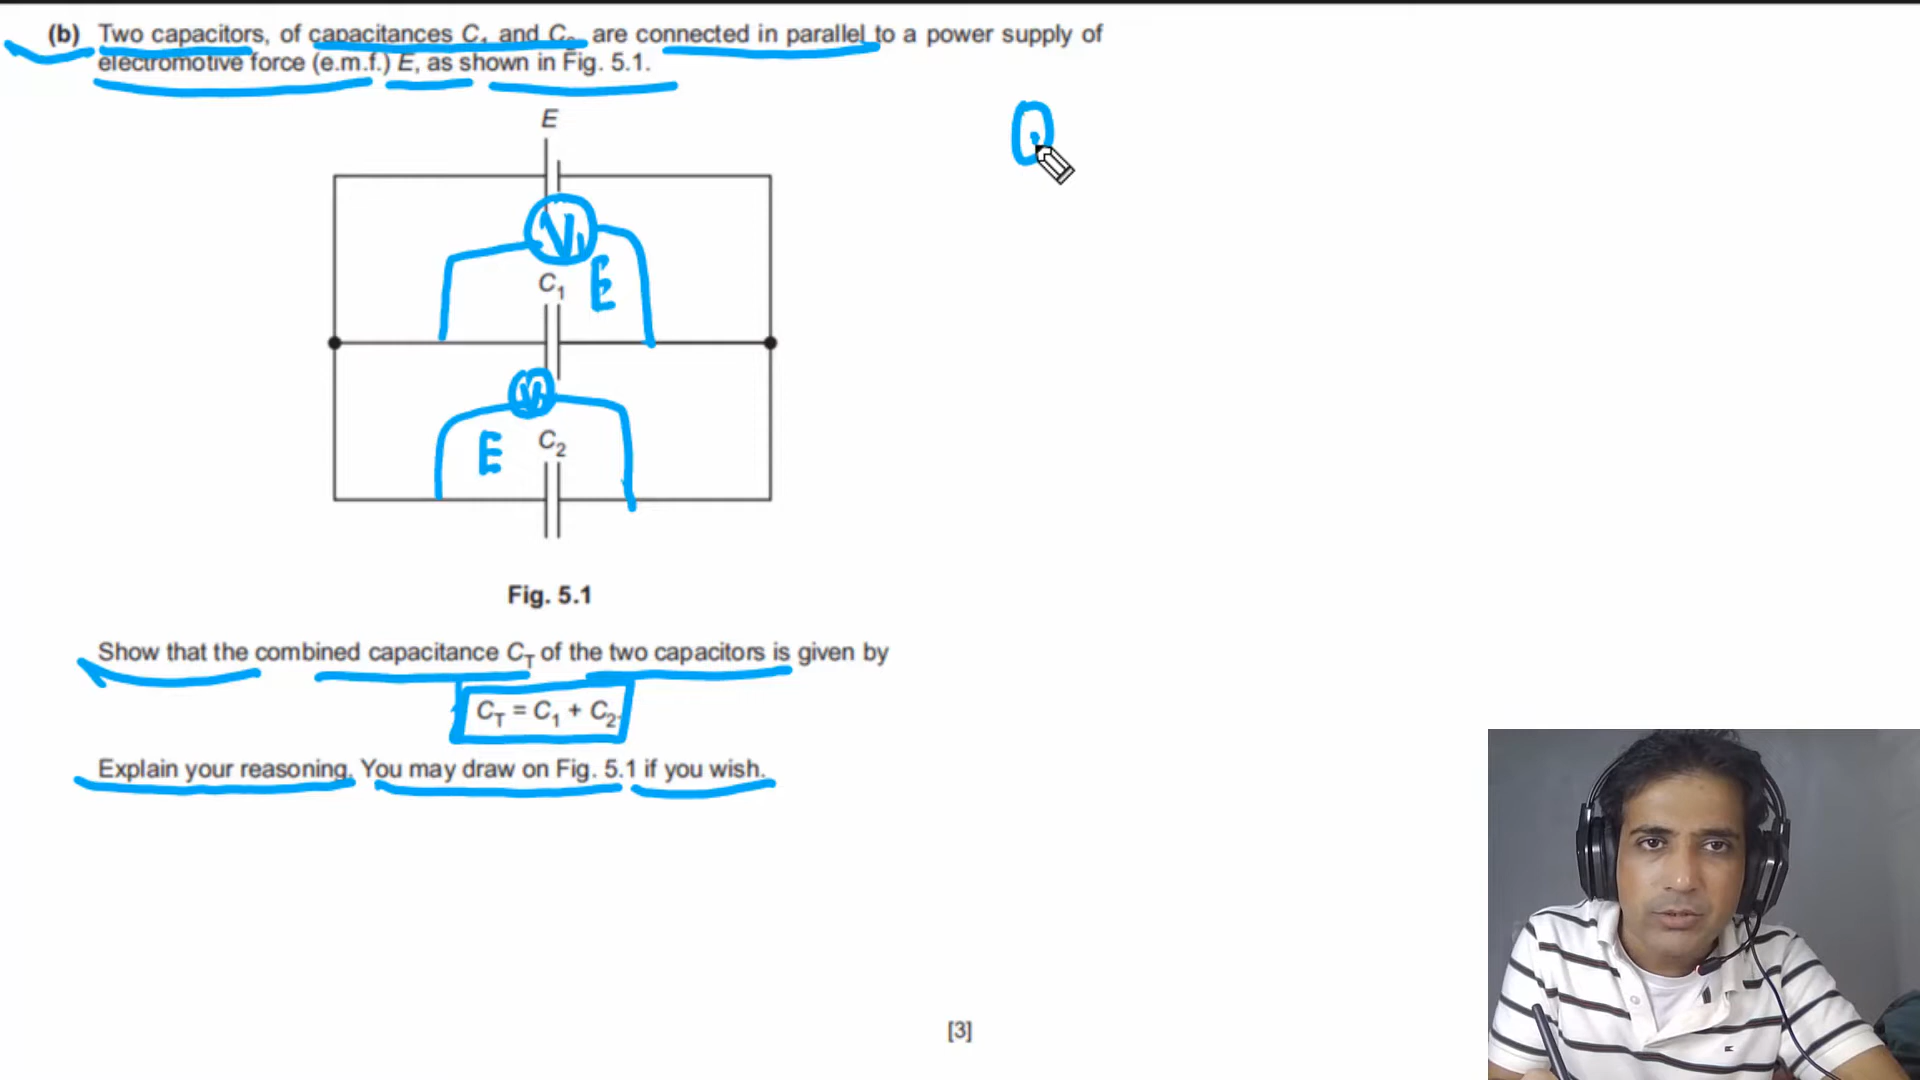 (b) Two capacitors, of capacitances C₁ and C₂ are connected in parallel to a power supply of
electromotive force (e.m.f.) E, as shown in Fig. 5.1.
Q
E
V₁
C₁ E
V
E C₂
Fig. 5.1
Show that the combined capacitance C_T of the two capacitors is given by
C_T = C₁ + C₂.
Explain your reasoning. You may draw on Fig. 5.1 if you wish.
[3]